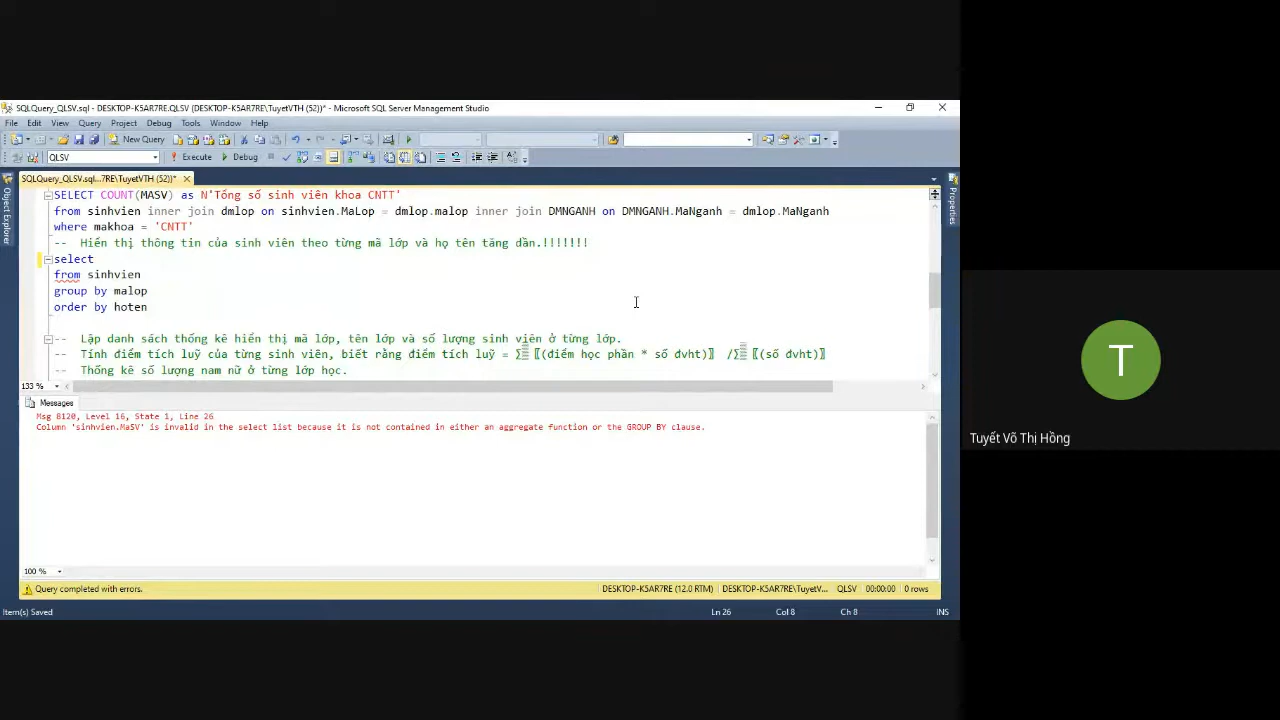 SQLQuery_QLSV.sql - DESKTOP-K5AR7RE.QLSV (DESKTOP-K5AR7RE\TuyetVTH (52))* - Microsoft SQL Server Management Studio
File Edit View Query Project Debug Tools Window Help
New Query
QLSV Execute Debug
SQLQuery_QLSV.sql...7RE\TuyetVTH (52))*
Object Explorer
Properties
SELECT COUNT(MASV) as N'Tổng số sinh viên khoa CNTT'
from sinhvien inner join dmlop on sinhvien.MaLop = dmlop.malop inner join DMNGANH on DMNGANH.MaNganh = dmlop.MaNganh
where makhoa = 'CNTT'
-- Hiển thị thông tin của sinh viên theo từng mã lớp và họ tên tăng dần.!!!!!!!
select
from sinhvien
group by malop
order by hoten
-- Lập danh sách thống kê hiển thị mã lớp, tên lớp và số lượng sinh viên ở từng lớp.
-- Tính điểm tích luỹ của từng sinh viên, biết rằng điểm tích luỹ = ∑▒〖(điểm học phần * số đvht)〗 /∑▒〖(số đvht)〗
-- Thống kê số lượng nam nữ ở từng lớp học.
133 %
Messages
Msg 8120, Level 16, State 1, Line 26
Column 'sinhvien.MaSV' is invalid in the select list because it is not contained in either an aggregate function or the GROUP BY clause.
100 %
Query completed with errors. DESKTOP-K5AR7RE (12.0 RTM) DESKTOP-K5AR7RE\TuyetV... QLSV 00:00:00 0 rows
Item(s) Saved Ln 26 Col 8 Ch 8 INS
T
Tuyết Võ Thị Hồng